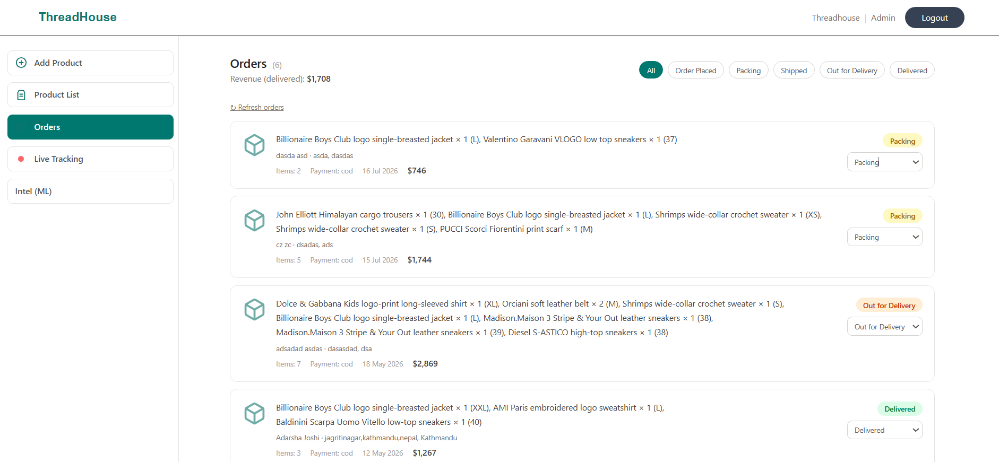 ThreadHouse
Threadhouse | Admin
Logout
Add Product
Product List
Orders
Live Tracking
Intel (ML)
Orders (6)
Revenue (delivered): $1,708
All
Order Placed
Packing
Shipped
Out for Delivery
Delivered
↻ Refresh orders
Billionaire Boys Club logo single-breasted jacket × 1 (L), Valentino Garavani VLOGO low top sneakers × 1 (37)
dasda asd · asda, dasdas
Items: 2 Payment: cod 16 Jul 2026 $746
Packing
Packing
John Elliott Himalayan cargo trousers × 1 (30), Billionaire Boys Club logo single-breasted jacket × 1 (L), Shrimps wide-collar crochet sweater × 1 (XS),
Shrimps wide-collar crochet sweater × 1 (S), PUCCI Scorci Fiorentini print scarf × 1 (M)
cz zc · dsadas, ads
Items: 5 Payment: cod 15 Jul 2026 $1,744
Packing
Packing
Dolce & Gabbana Kids logo-print long-sleeved shirt × 1 (XL), Orciani soft leather belt × 2 (M), Shrimps wide-collar crochet sweater × 1 (S),
Billionaire Boys Club logo single-breasted jacket × 1 (L), Madison.Maison 3 Stripe & Your Out leather sneakers × 1 (38),
Madison.Maison 3 Stripe & Your Out leather sneakers × 1 (39), Diesel S-ASTICO high-top sneakers × 1 (38)
adsadad asdas · dasasdad, dsa
Items: 7 Payment: cod 18 May 2026 $2,869
Out for Delivery
Out for Delivery
Billionaire Boys Club logo single-breasted jacket × 1 (XXL), AMI Paris embroidered logo sweatshirt × 1 (L),
Baldinini Scarpa Uomo Vitello low-top sneakers × 1 (40)
Adarsha Joshi · jagritinagar,kathmandu,nepal, Kathmandu
Items: 3 Payment: cod 12 May 2026 $1,267
Delivered
Delivered